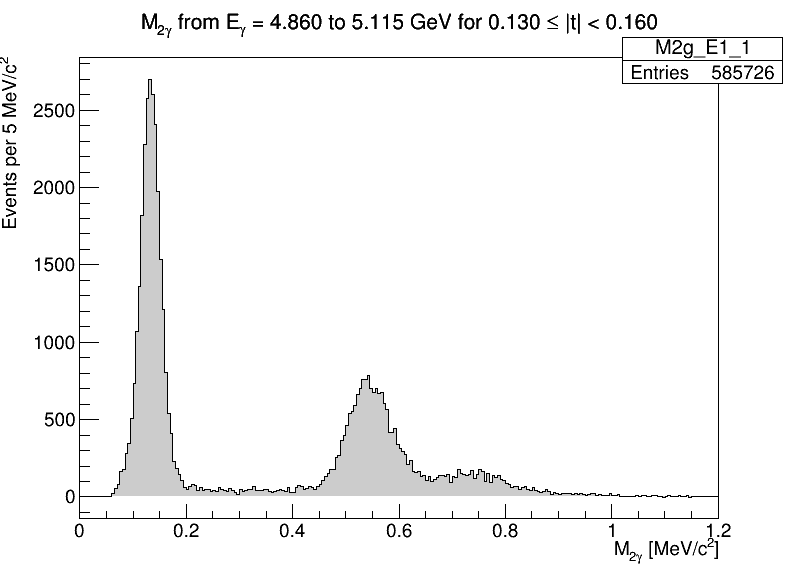 M2γ from Eγ = 4.860 to 5.115 GeV for 0.130 ≤ |t| < 0.160
M2g_E1_1
Entries 585726
Events per 5 MeV/c²
2500
2000
1500
1000
500
0
0 0.2 0.4 0.6 0.8 1 1.2
M2γ [MeV/c²]